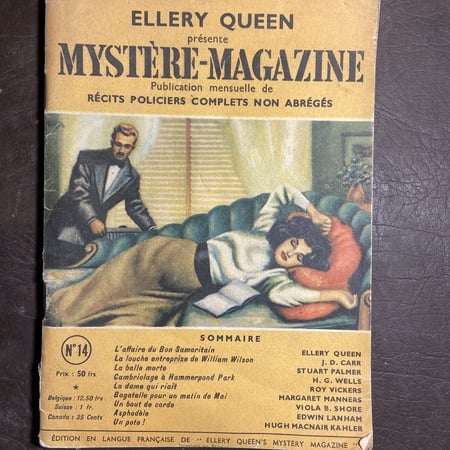 ELLERY QUEEN
présente
MYSTÈRE-MAGAZINE
Publication mensuelle de
RÉCITS POLICIERS COMPLETS NON ABRÉGÉS
SOMMAIRE
N° 14
Prix : 50 frs
★
Belgique : 12.50 frs
Suisse : 1 fr.
Canada : 35 Cents
L'affaire du Bon Samaritain ELLERY QUEEN
La louche entreprize de William Wilson J. D. CARR
La balle morte STUART PALMER
Cambriolage à Hammerpond Park H. G. WELLS
La dame qui riait ROY VICKERS
Bagatelle pour un matin de Mai MARGARET MANNERS
Un bout de corde VIOLA B. SHORE
Asphodèle EDWIN LANHAM
Un pote ! HUGH MACNAIR KAHLER
ÉDITION EN LANGUE FRANÇAISE DE " ELLERY QUEEN'S MYSTERY MAGAZINE "